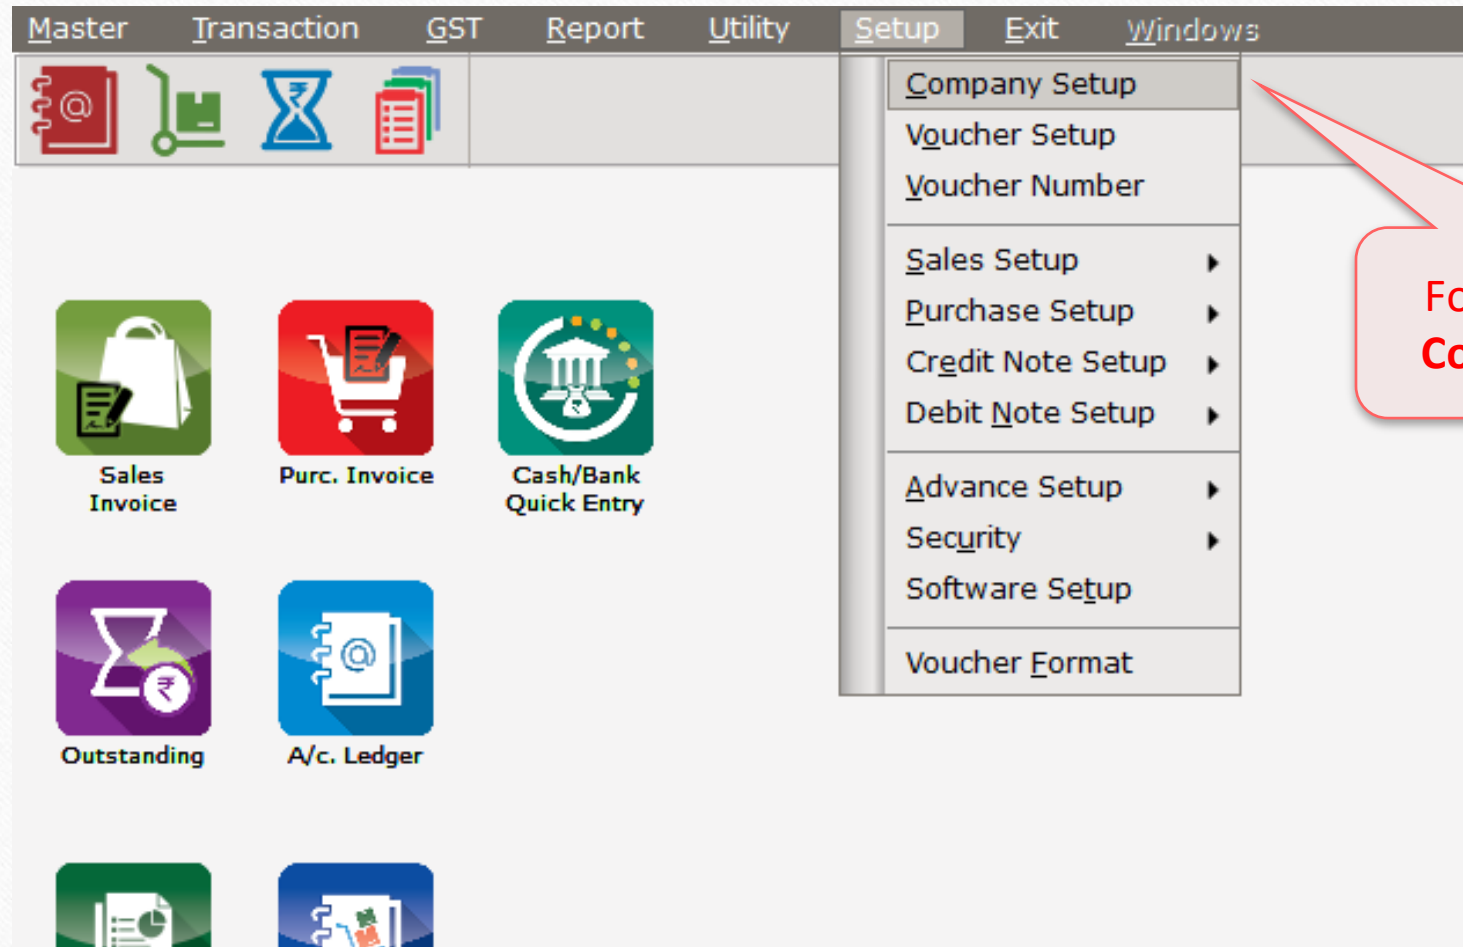 Master Transaction GST Report Utility Setup Exit Windows
Company Setup
Voucher Setup
Voucher Number
Sales Setup
Purchase Setup
Credit Note Setup
Debit Note Setup
Advance Setup
Security
Software Setup
Voucher Format
Sales
Invoice
Purc. Invoice
Cash/Bank
Quick Entry
Outstanding
A/c. Ledger